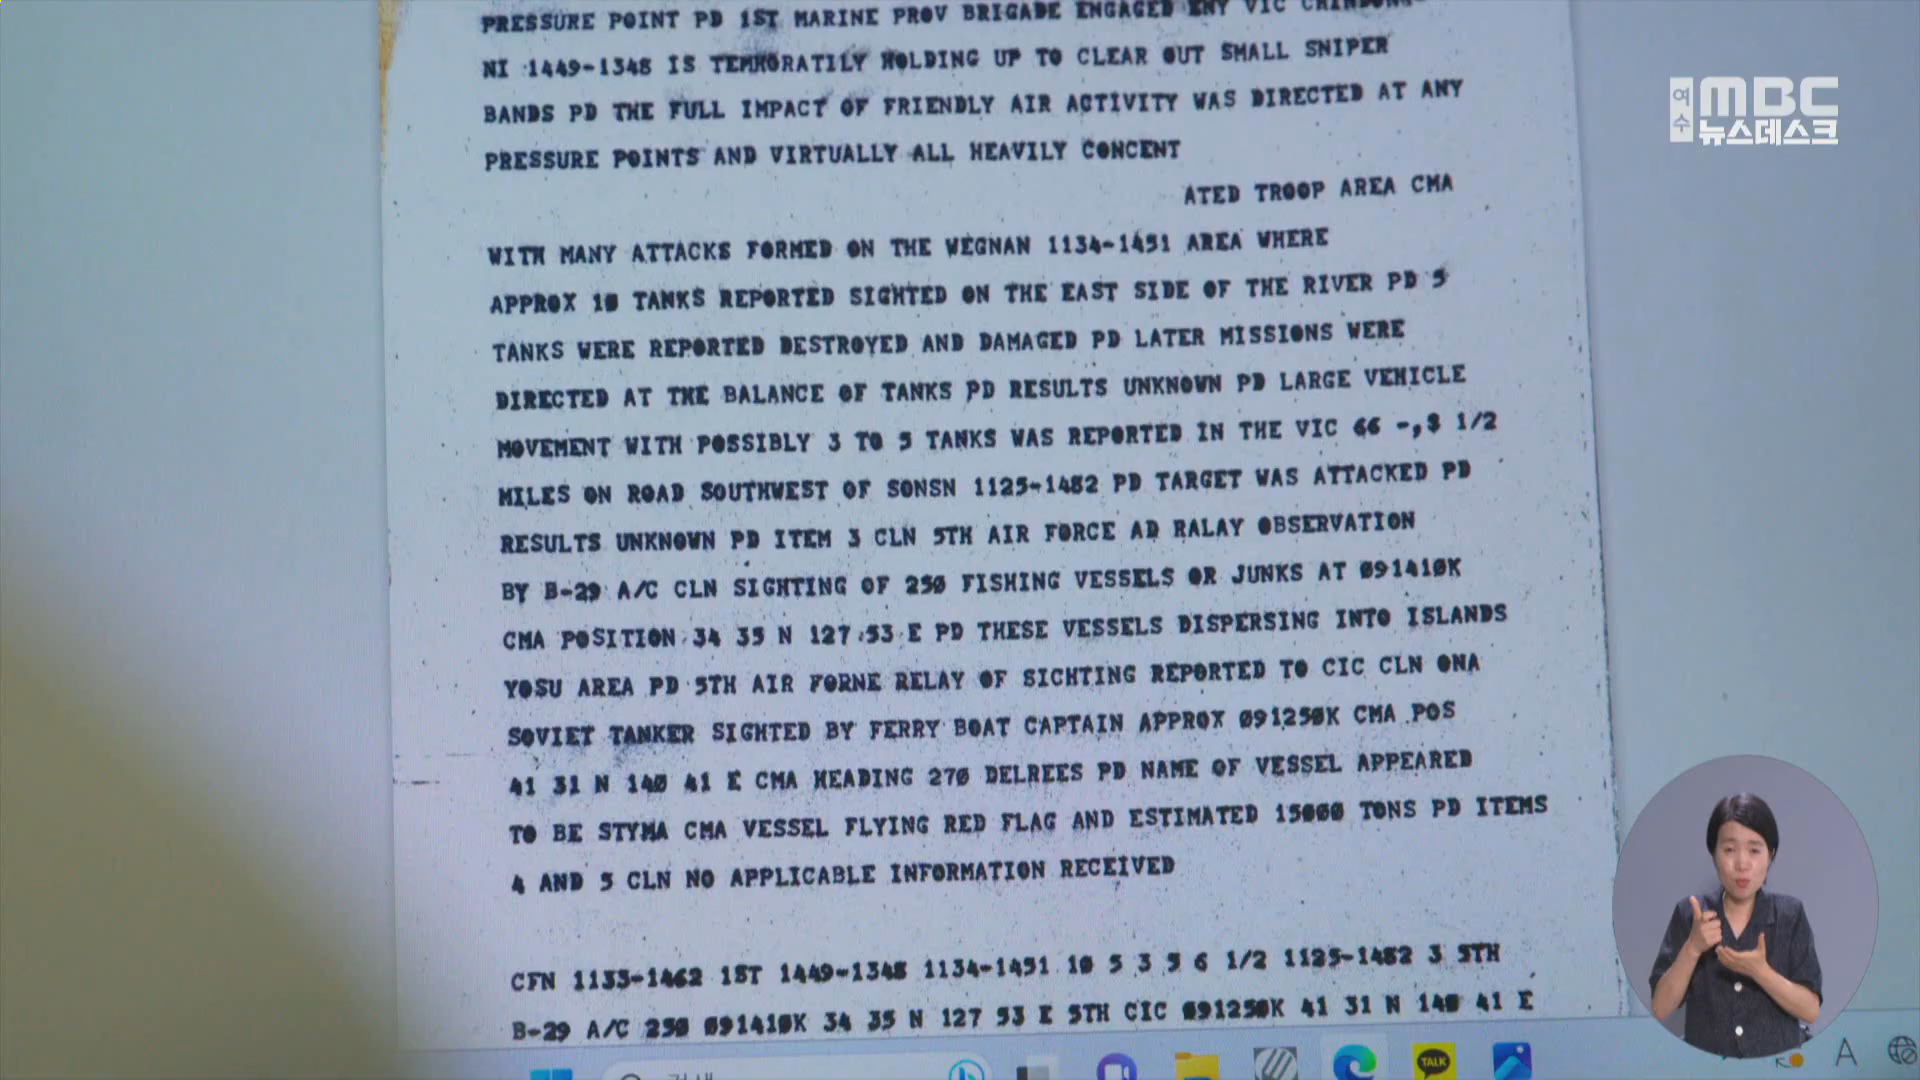 PRESSURE POINT PD 1ST MARINE PROV BRIGADE ENGAGED ENY VIC
NI 1449-1348 IS TEMHORATILY HOLDING UP TO CLEAR OUT SMALL SNIPER
BANDS PD THE FULL IMPACT OF FRIENDLY AIR ACTIVITY WAS DIRECTED AT ANY
PRESSURE POINTS AND VIRTUALLY ALL HEAVILY CONCENT
ATED TROOP AREA CMA
WITH MANY ATTACKS FORMED ON THE WEGNAN 1134-1451 AREA WHERE
APPROX 10 TANKS REPORTED SIGHTED ON THE EAST SIDE OF THE RIVER PD 5
TANKS WERE REPORTED DESTROYED AND DAMAGED PD LATER MISSIONS WERE
DIRECTED AT THE BALANCE OF TANKS PD RESULTS UNKNOWN PD LARGE VEHICLE
MOVEMENT WITH POSSIBLY 3 TO 5 TANKS WAS REPORTED IN THE VIC 66 -,$ 1/2
MILES ON ROAD SOUTHWEST OF SONSN 1125-1482 PD TARGET WAS ATTACKED PD
RESULTS UNKNOWN PD ITEM 3 CLN 5TH AIR FORCE AD RALAY OBSERVATION
BY B-29 A/C CLN SIGHTING OF 250 FISHING VESSELS OR JUNKS AT 091410K
CMA POSITION 34 35 N 127 53 E PD THESE VESSELS DISPERSING INTO ISLANDS
YOSU AREA PD 5TH AIR FORNE RELAY OF SICHTING REPORTED TO CIC CLN ONA
SOVIET TANKER SIGHTED BY FERRY BOAT CAPTAIN APPROX 091250K CMA POS
41 31 N 140 41 E CMA HEADING 270 DELREES PD NAME OF VESSEL APPEARED
TO BE STYMA CMA VESSEL FLYING RED FLAG AND ESTIMATED 15000 TONS PD ITEMS
4 AND 5 CLN NO APPLICABLE INFORMATION RECEIVED
CFN 1133-1462 1ST 1449-1348 1134-1451 10 5 3 5 6 1/2 1125-1482 3 5TH
B-29 A/C 250 091410K 34 35 N 127 53 E 5TH CIC 091250K 41 31 N 140 41 E
여수 MBC
뉴스데스크
TALK
A